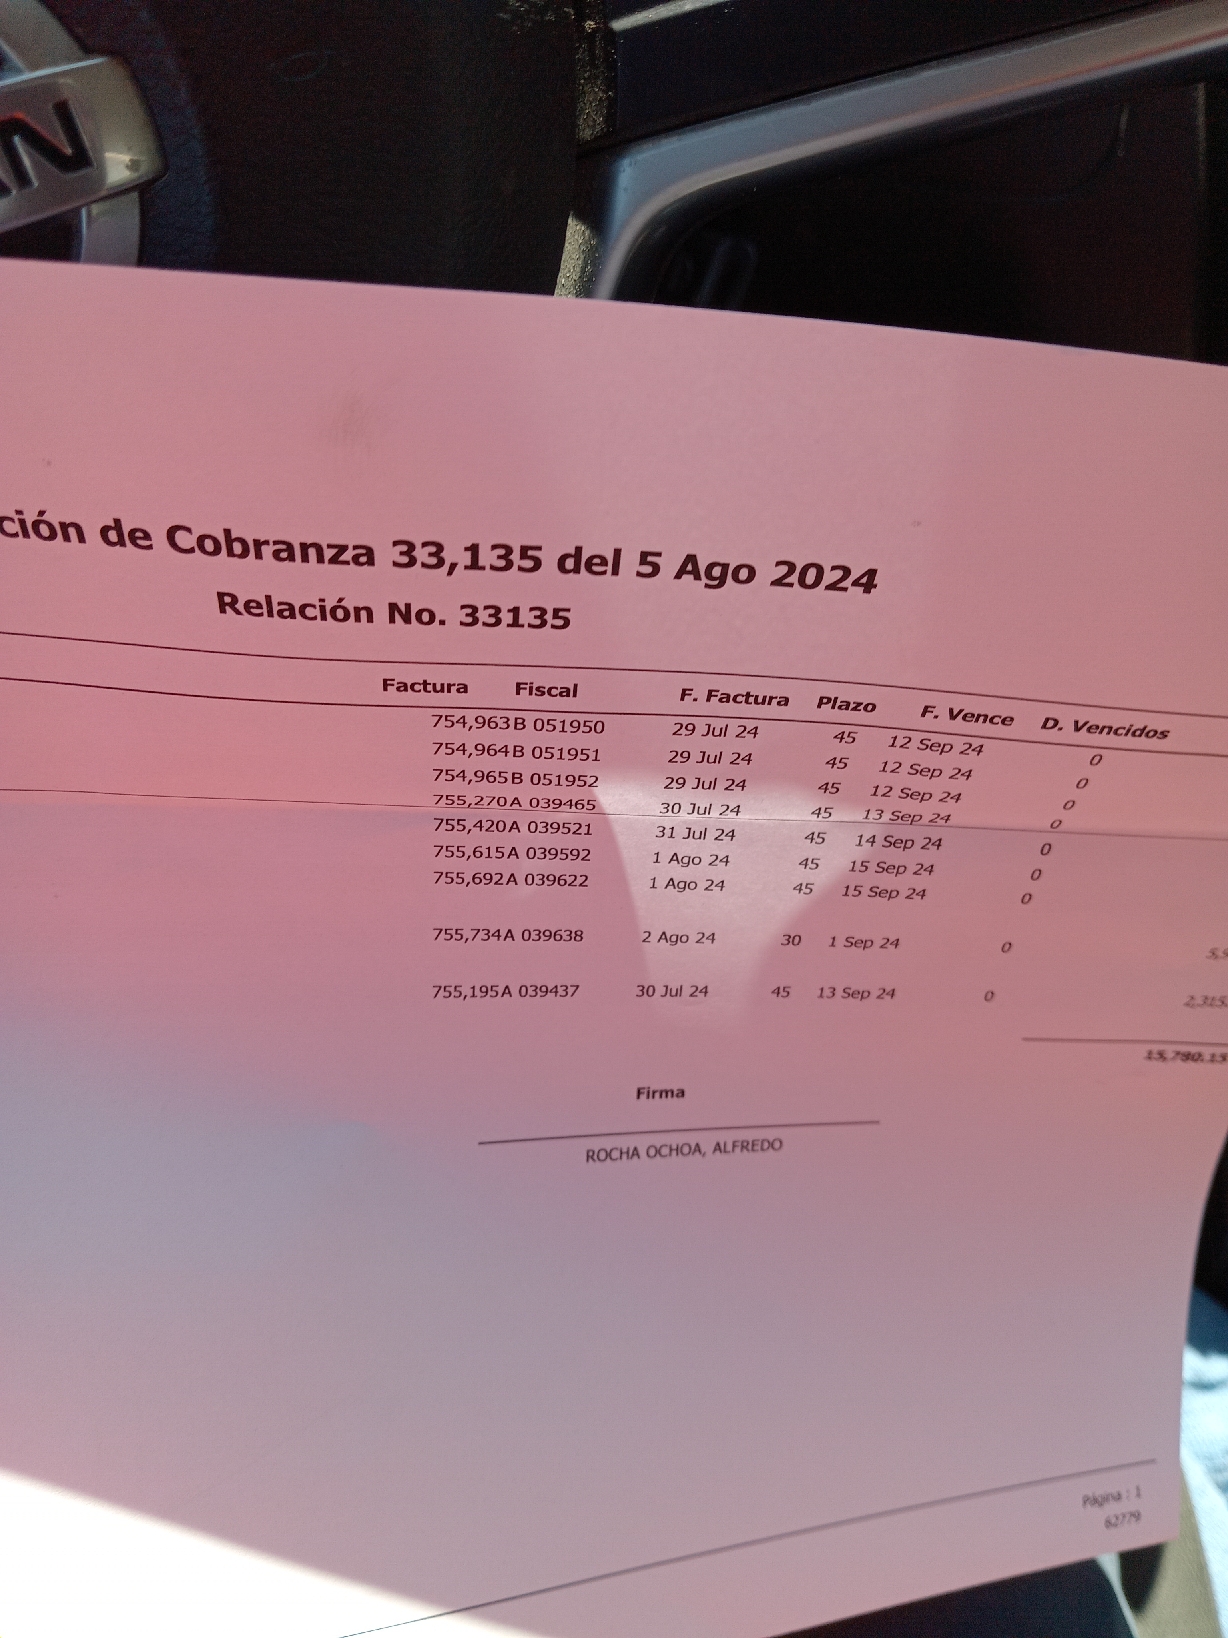 AN
ción de Cobranza 33,135 del 5 Ago 2024
Relación No. 33135
Factura Fiscal F. Factura Plazo F. Vence D. Vencidos
754,963B 051950 29 Jul 24 45 12 Sep 24 0
754,964B 051951 29 Jul 24 45 12 Sep 24 0
754,965B 051952 29 Jul 24 45 12 Sep 24 0
755,270A 039465 30 Jul 24 45 13 Sep 24 0
755,420A 039521 31 Jul 24 45 14 Sep 24 0
755,615A 039592 1 Ago 24 45 15 Sep 24 0
755,692A 039622 1 Ago 24 45 15 Sep 24 0
755,734A 039638 2 Ago 24 30 1 Sep 24 0
755,195A 039437 30 Jul 24 45 13 Sep 24 0 2,315.
15,780.15
Firma
ROCHA OCHOA, ALFREDO
Página : 1
62779